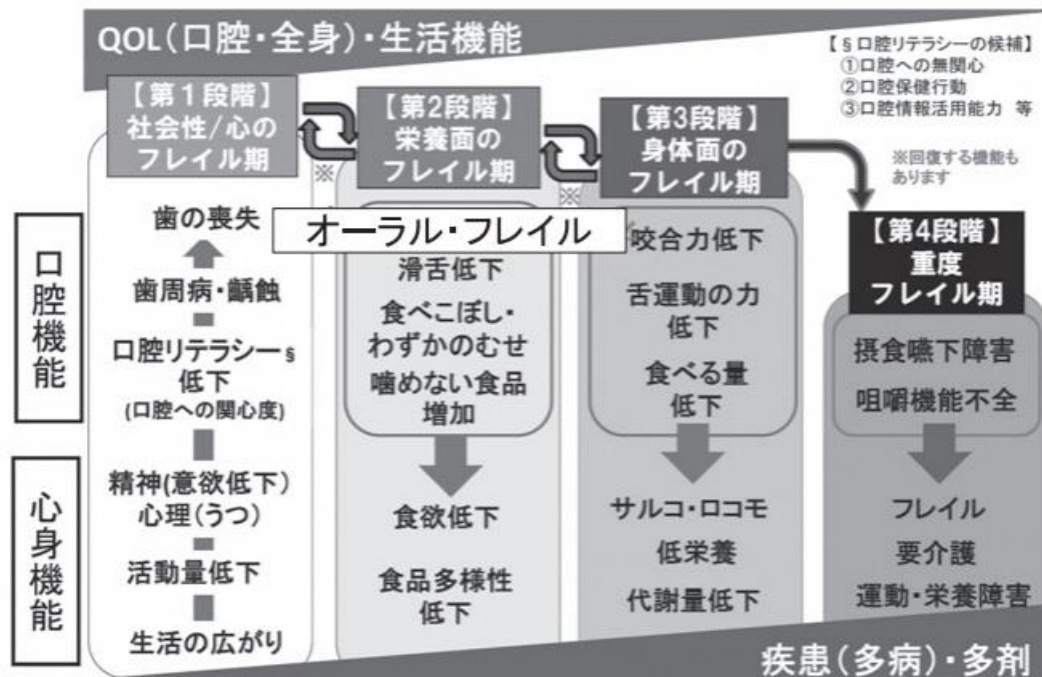 QOL(口腔・全身)・生活機能
【§口腔リテラシーの候補】
①口腔への無関心
②口腔保健行動
③口腔情報活用能力 等
【第1段階】
社会性/心の
フレイル期
【第2段階】
栄養面の
フレイル期
【第3段階】
身体面の
フレイル期
※
※
※回復する機能も
あります
【第4段階】
重度
フレイル期
オーラル・フレイル
口腔機能
歯の喪失
歯周病・齲蝕
口腔リテラシー§
低下
(口腔への関心度)
滑舌低下
食べこぼし・
わずかのむせ
噛めない食品
増加
咬合力低下
舌運動の力
低下
食べる量
低下
摂食嚥下障害
咀嚼機能不全
心身機能
精神(意欲低下)
心理(うつ)
活動量低下
生活の広がり
食欲低下
食品多様性
低下
サルコ・ロコモ
低栄養
代謝量低下
フレイル
要介護
運動・栄養障害
疾患(多病)・多剤